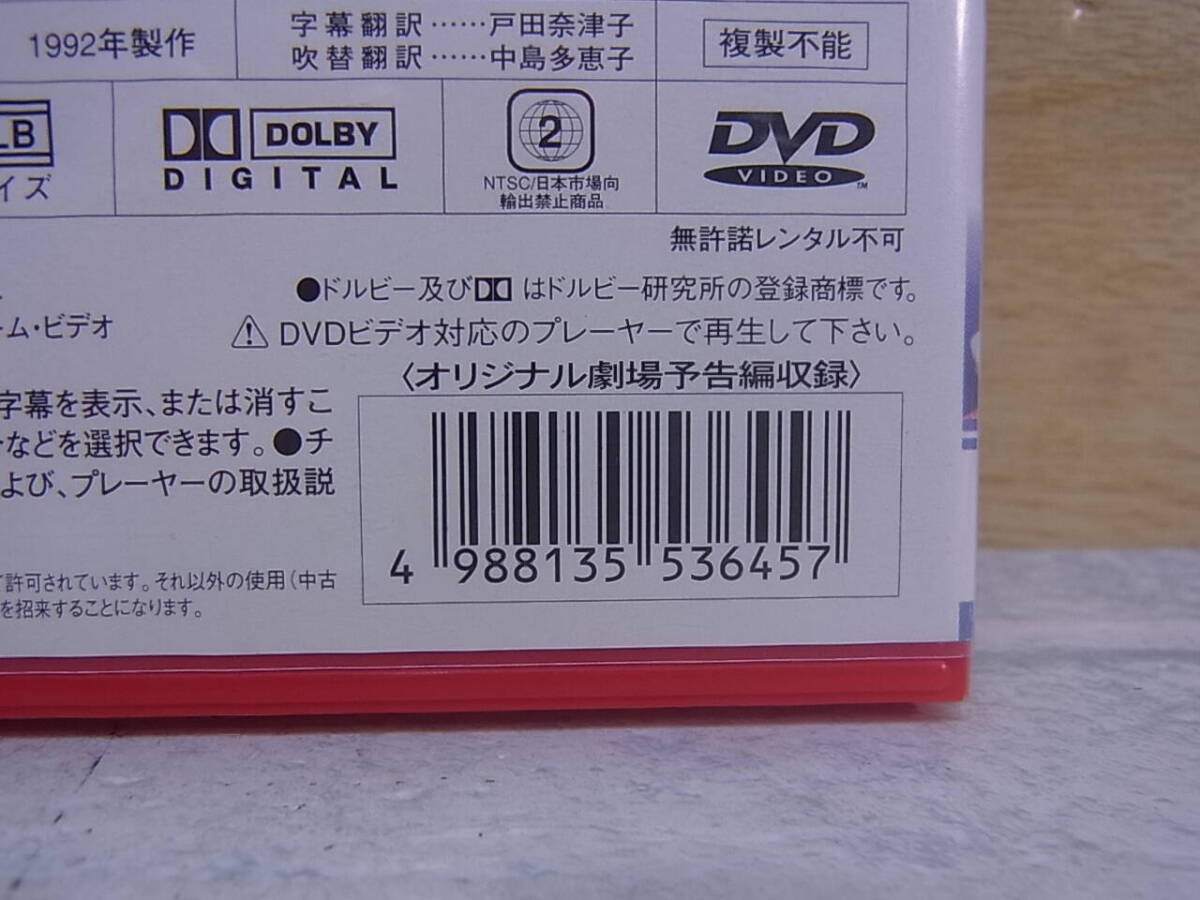 1992年製作
字幕翻訳……戸田奈津子
吹替翻訳……中島多恵子
複製不能
LB
イズ
DOLBY
DIGITAL
2
NTSC/日本市場向
輸出禁止商品
DVD
VIDEO
TM
無許諾レンタル不可
●ドルビー及び はドルビー研究所の登録商標です。
ーム・ビデオ
DVDビデオ対応のプレーヤーで再生して下さい。
〈オリジナル劇場予告編収録〉
字幕を表示、または消すこ
などを選択できます。●チ
よび、プレーヤーの取扱説
4 988135 536457
許可されています。それ以外の使用(中古
を招来することになります。